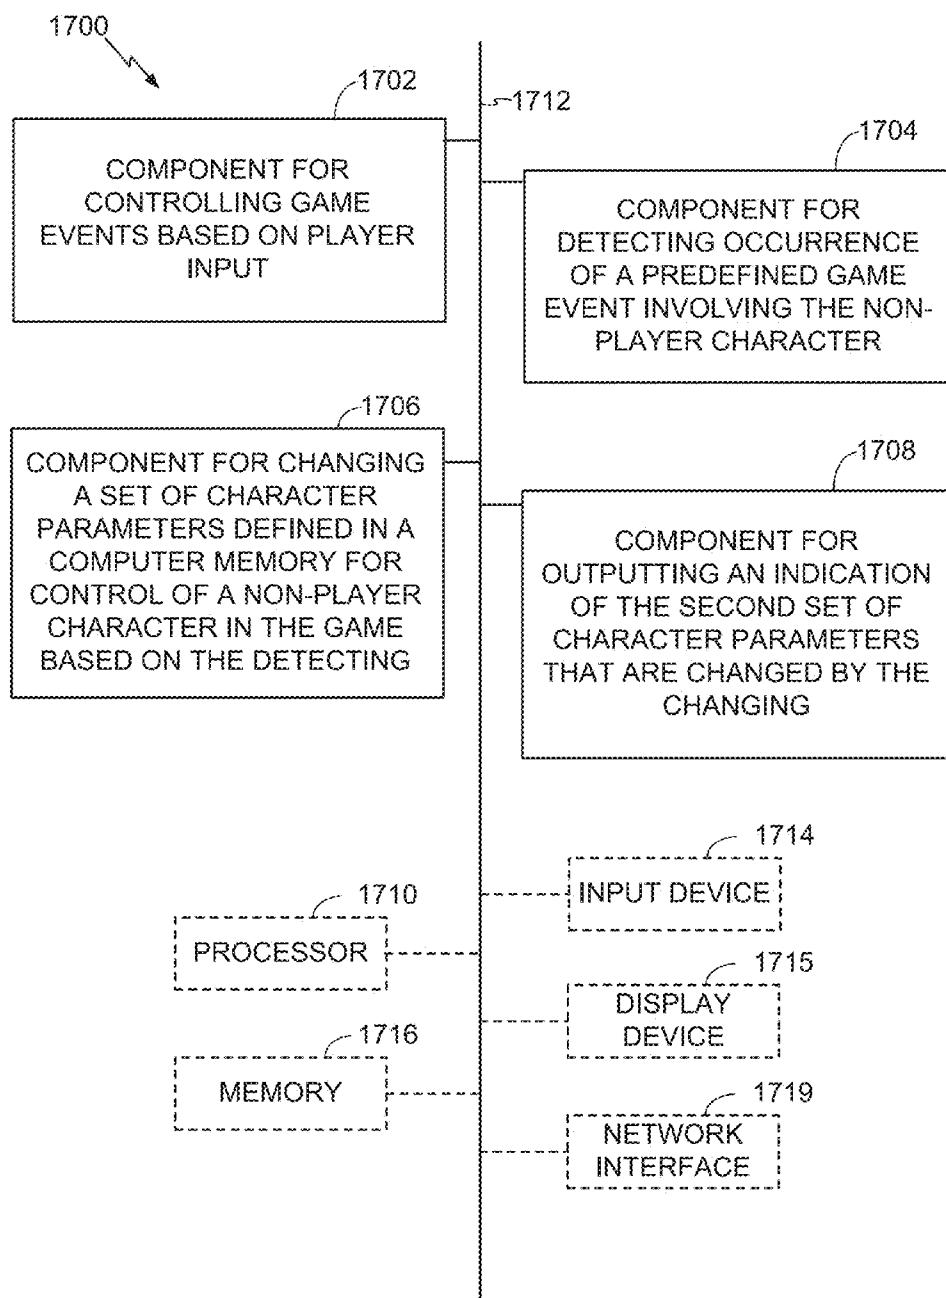 1700
1702
1712
COMPONENT FOR
CONTROLLING GAME
EVENTS BASED ON PLAYER
INPUT
1704
COMPONENT FOR
DETECTING OCCURRENCE
OF A PREDEFINED GAME
EVENT INVOLVING THE NON-
PLAYER CHARACTER
1706
COMPONENT FOR CHANGING
A SET OF CHARACTER
PARAMETERS DEFINED IN A
COMPUTER MEMORY FOR
CONTROL OF A NON-PLAYER
CHARACTER IN THE GAME
BASED ON THE DETECTING
1708
COMPONENT FOR
OUTPUTTING AN INDICATION
OF THE SECOND SET OF
CHARACTER PARAMETERS
THAT ARE CHANGED BY THE
CHANGING
1714
INPUT DEVICE
1710
PROCESSOR
1715
DISPLAY
DEVICE
1716
MEMORY
1719
NETWORK
INTERFACE